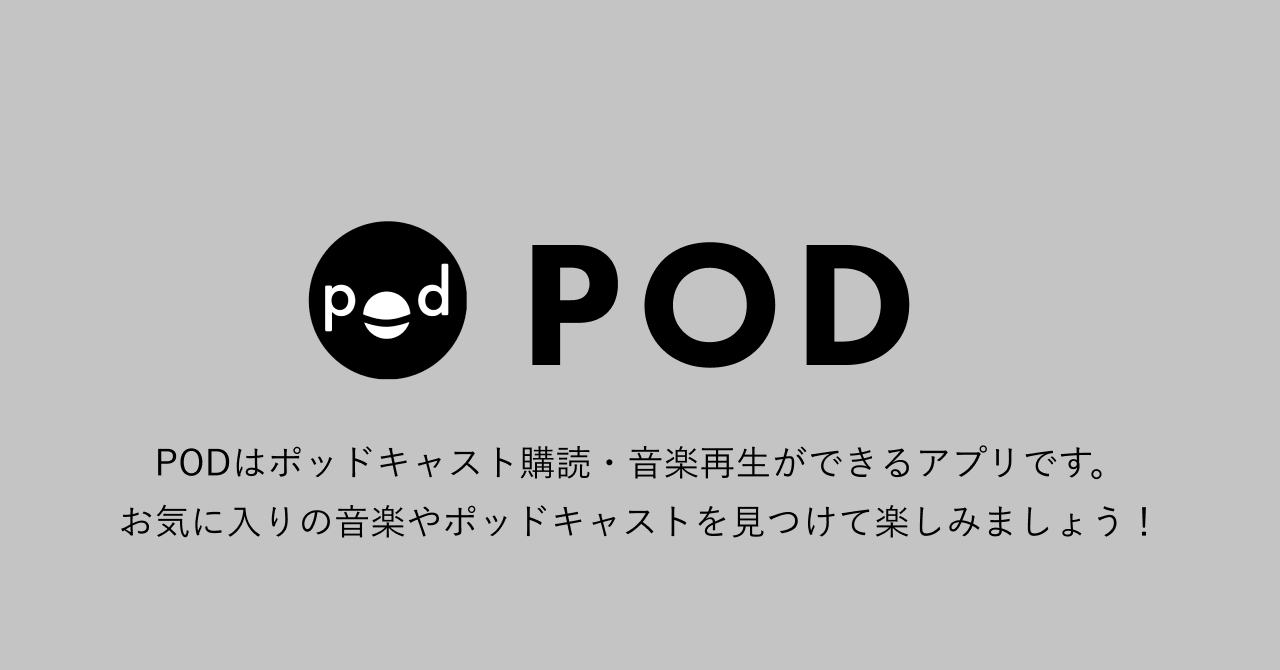 pod POD
PODはポッドキャスト購読・音楽再生ができるアプリです。
お気に入りの音楽やポッドキャストを見つけて楽しみましょう！